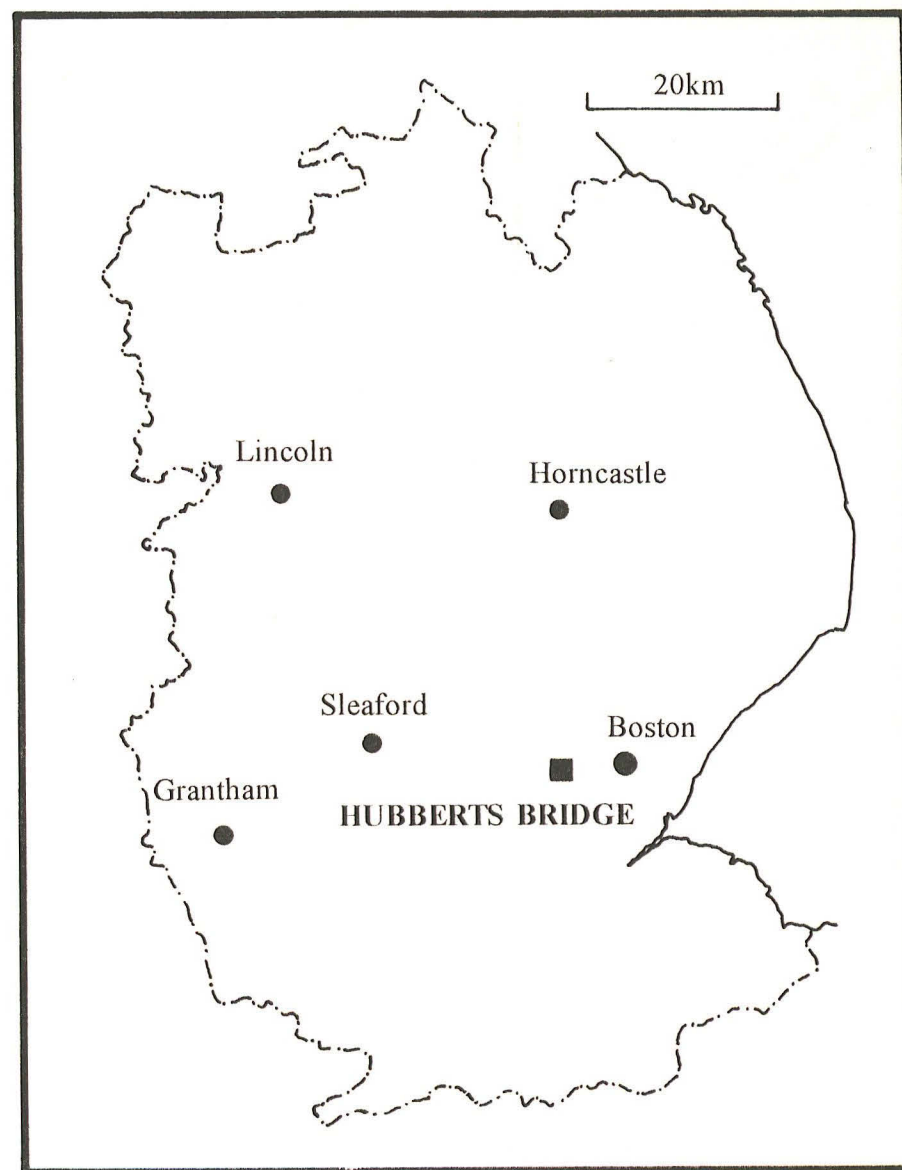 20km
Lincoln
Horncastle
Sleaford
Boston
Grantham
HUBBERTS BRIDGE